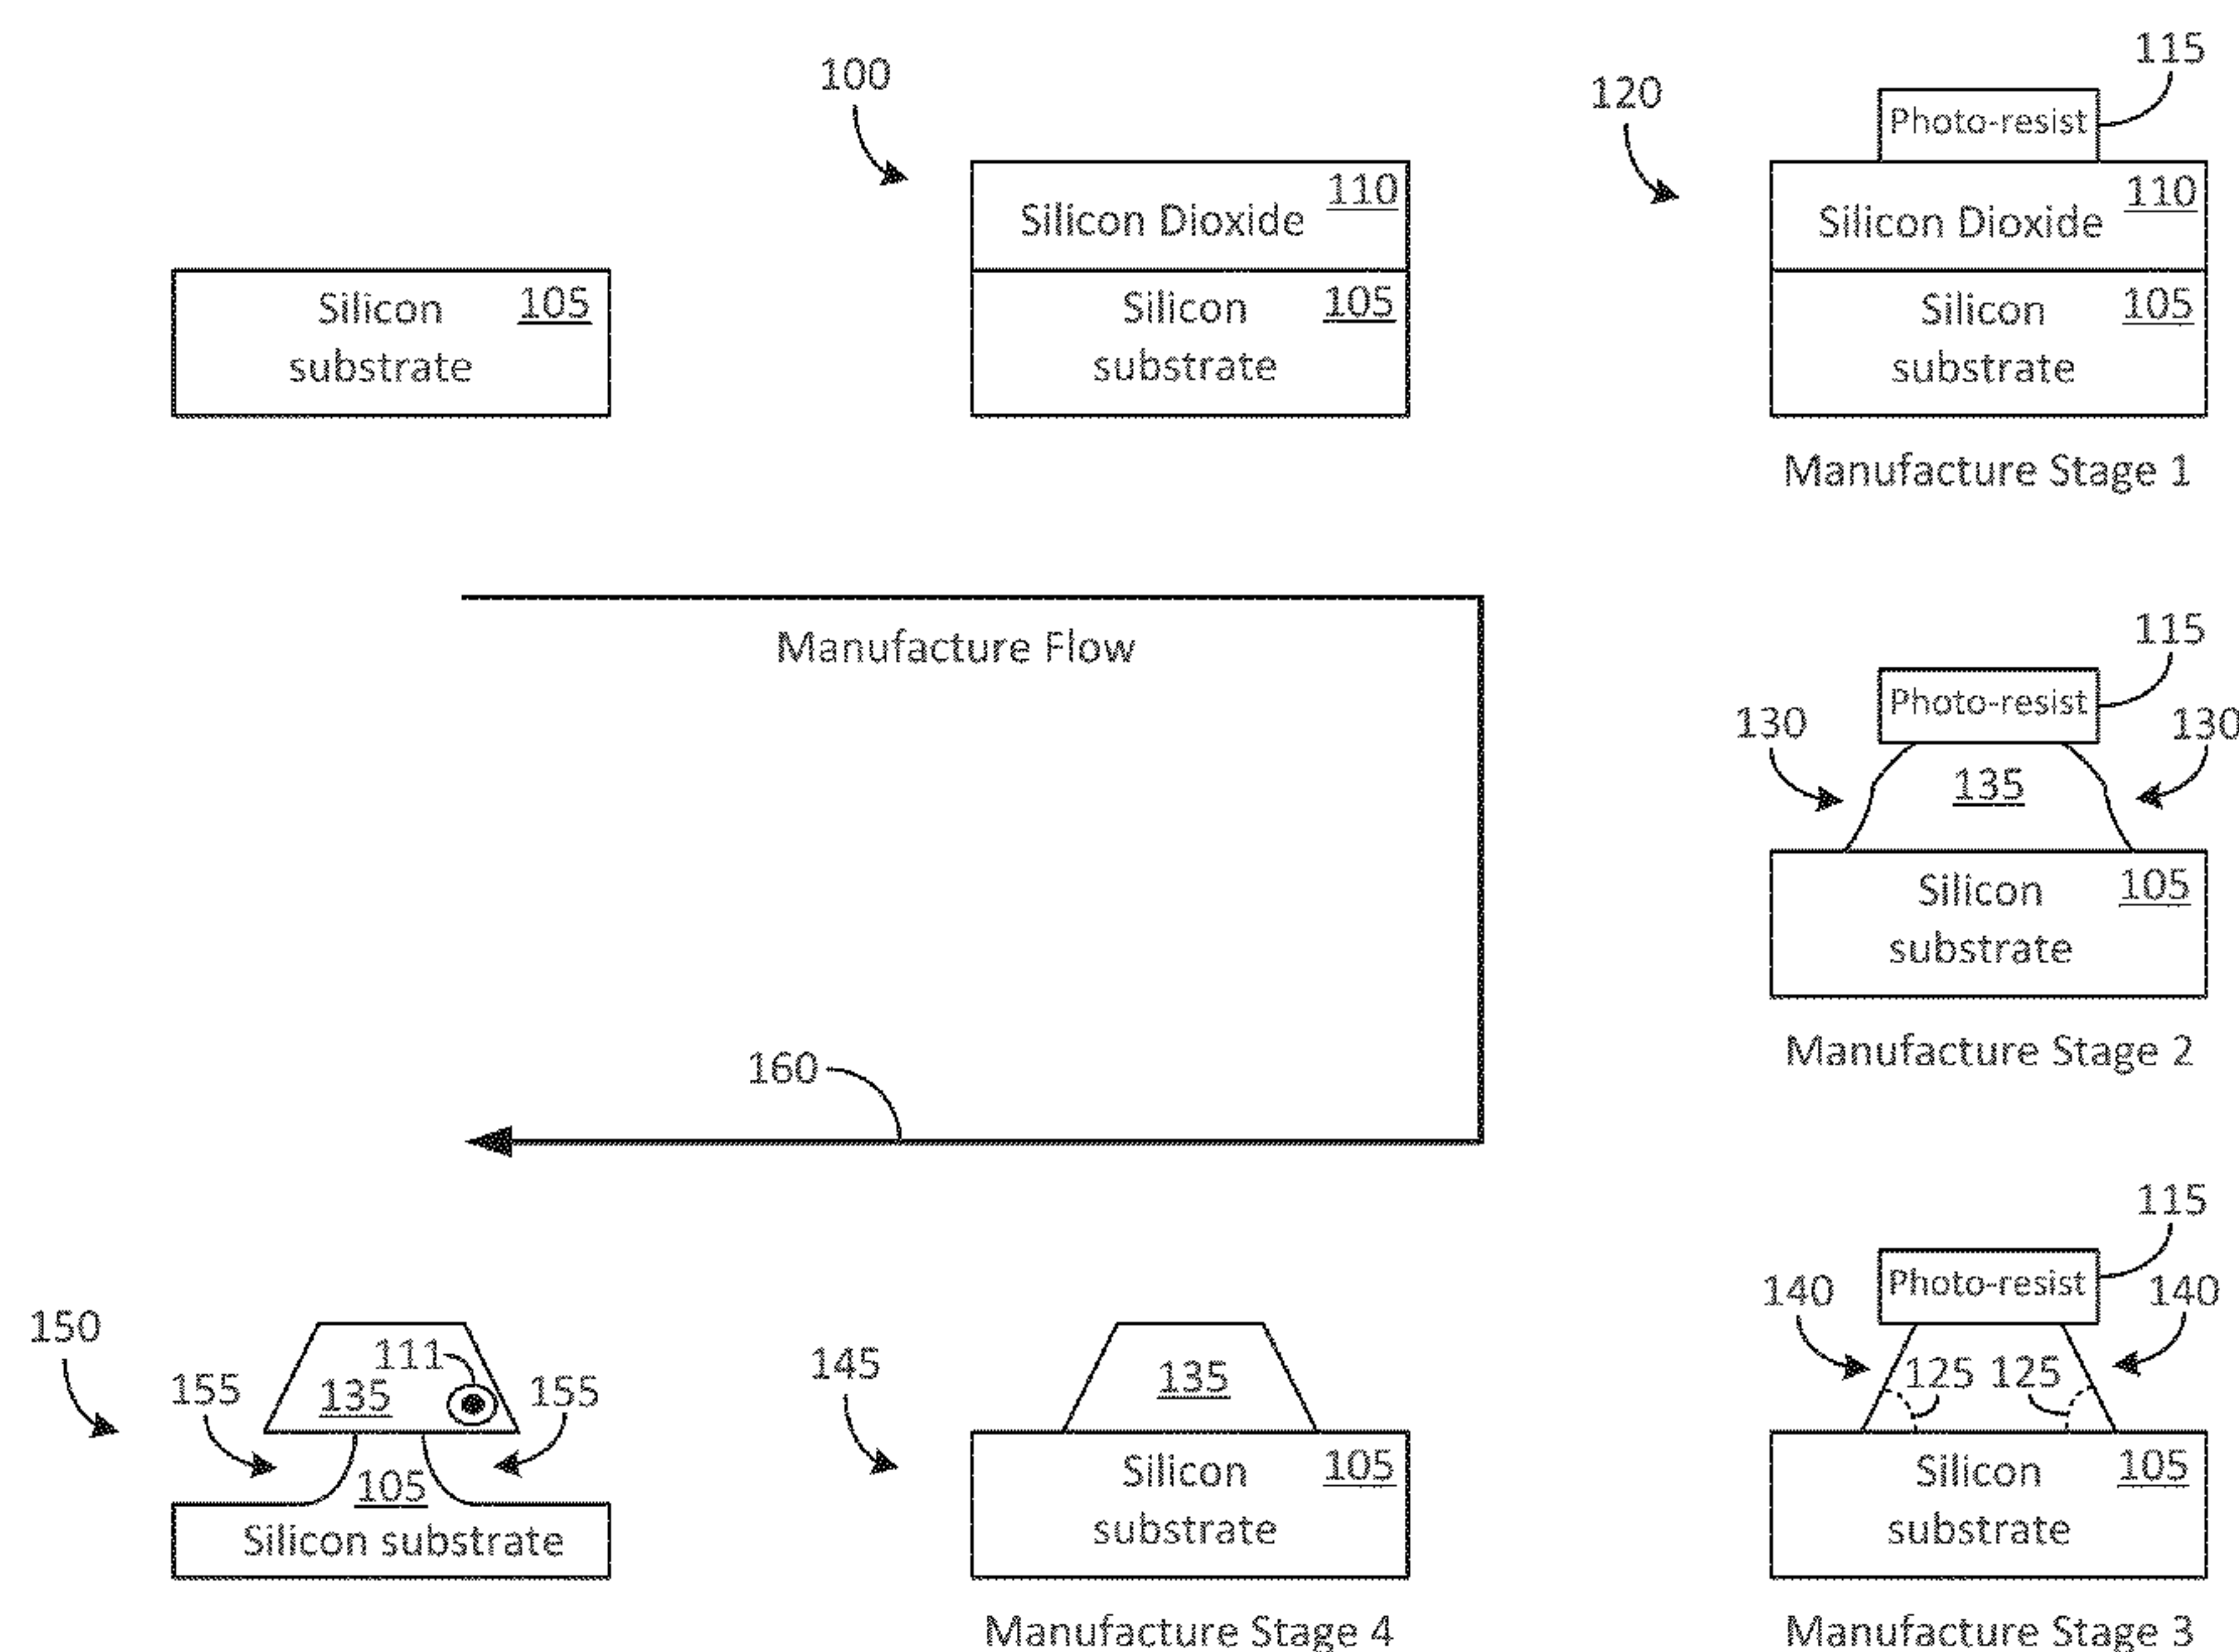 115
100
120
Photo-resist
110
Silicon Dioxide
110
Silicon Dioxide
Silicon 105
substrate
Silicon 105
substrate
Silicon 105
substrate
Manufacture Stage 1
Manufacture Flow
115
Photo-resist
130
130
135
Silicon 105
substrate
Manufacture Stage 2
160
115
Photo-resist
140
140
125 125
Silicon 105
substrate
Manufacture Stage 3
145
135
Silicon 105
substrate
Manufacture Stage 4
150
111
155
135
155
105
Silicon substrate